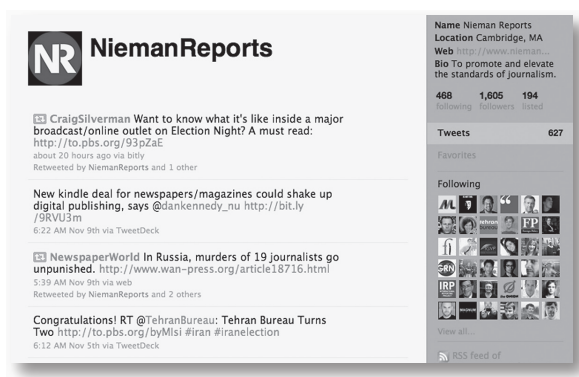 NR
NiemanReports
CraigSilverman Want to know what it's like inside a major
broadcast/online outlet on Election Night? A must read:
http://to.pbs.org/93pZaE
about 20 hours ago via bitly
Retweeted by NiemanReports and 1 other
New kindle deal for newspapers/magazines could shake up
digital publishing, says @dankennedy_nu http://bit.ly
/9RVU3m
6:22 AM Nov 9th via TweetDeck
NewspaperWorld In Russia, murders of 19 journalists go
unpunished. http://www.wan-press.org/article18716.html
5:39 AM Nov 9th via web
Retweeted by NiemanReports and 2 others
Congratulations! RT @TehranBureau: Tehran Bureau Turns
Two http://to.pbs.org/byMlsi #iran #iranelection
6:12 AM Nov 5th via TweetDeck
Name Nieman Reports
Location Cambridge, MA
Web http://www.nieman...
Bio To promote and elevate
the standards of journalism.
468 1,605 194
following followers listed
Tweets 627
Favorites
Following
tehran
FP
GRN
IRP
View all...
RSS feed of